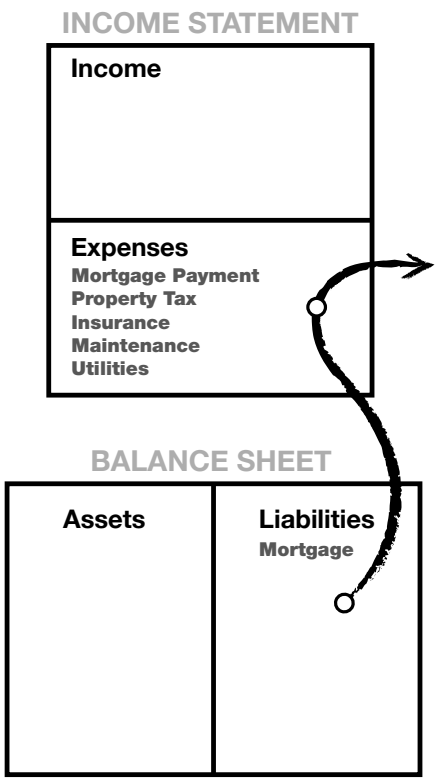 INCOME STATEMENT
Income
Expenses
Mortgage Payment
Property Tax
Insurance
Maintenance
Utilities
BALANCE SHEET
Assets
Liabilities
Mortgage